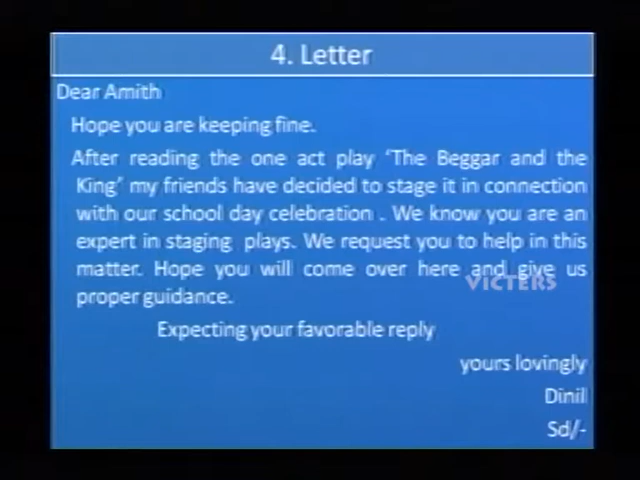 4. Letter
Dear Amith
Hope you are keeping fine.
After reading the one act play 'The Beggar and the
King' my friends have decided to stage it in connection
with our school day celebration . We know you are an
expert in staging plays. We request you to help in this
matter. Hope you will come over here and give us
VICTERS
proper guidance.
Expecting your favorable reply
yours lovingly
Dinil
Sd/-